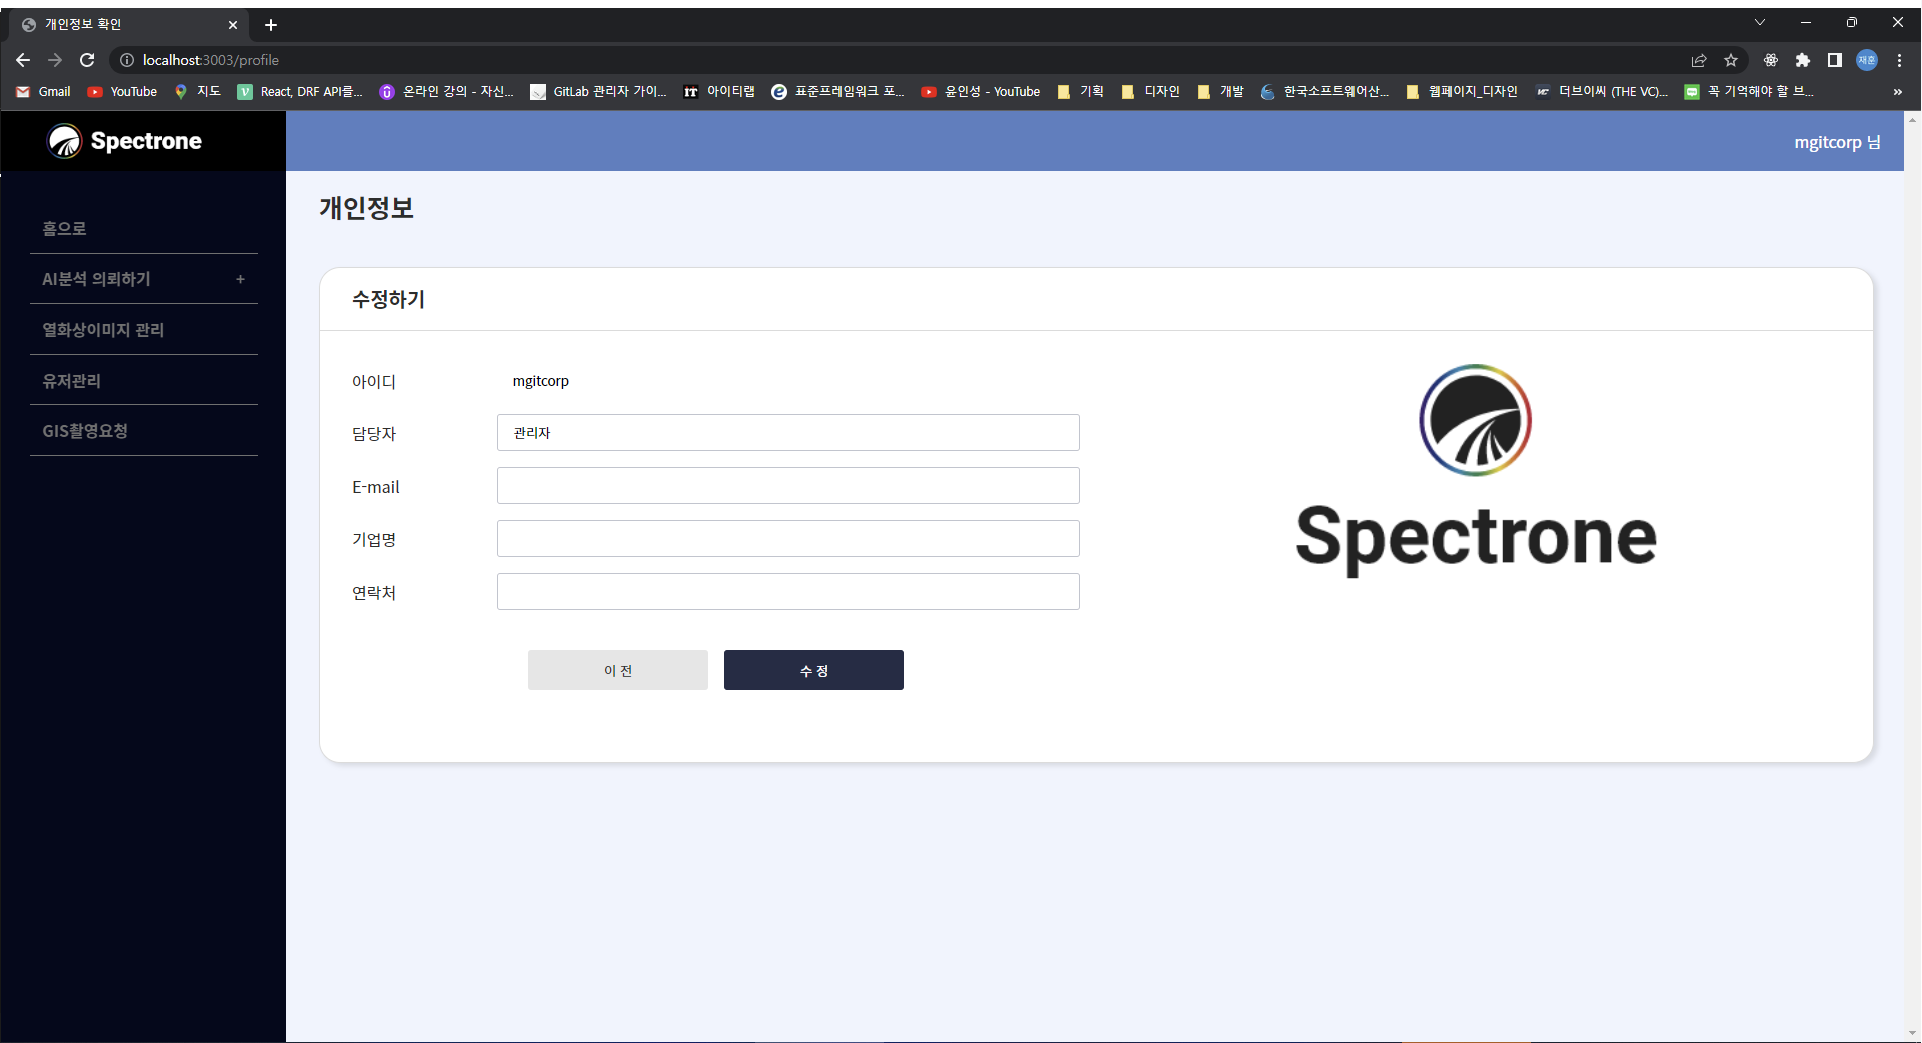 개인정보 확인
localhost:3003/profile
재훈
Gmail YouTube 지도 React, DRF API를... 온라인 강의 - 자신... GitLab 관리자 가이... 아이티랩 표준프레임워크 포... 윤인성 - YouTube 기획 디자인 개발 한국소프트웨어산... 웹페이지_디자인 더브이씨 (THE VC)... 꼭 기억해야 할 브... »
Spectrone
mgitcorp 님
홈으로
AI분석 의뢰하기 +
열화상이미지 관리
유저관리
GIS촬영요청
개인정보
수정하기
아이디 mgitcorp
담당자 관리자
E-mail
기업명
연락처
이 전 수 정
Spectrone